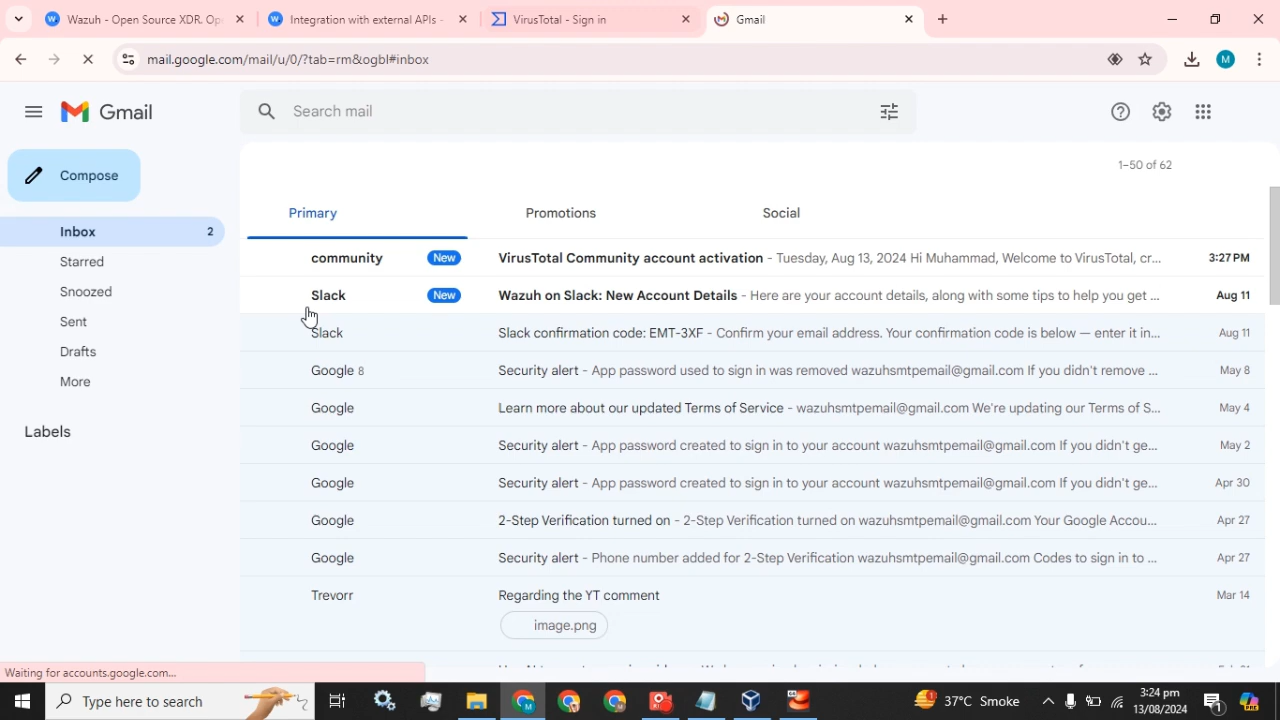 Wazuh - Open Source XDR. Op
Integration with external APIs -
VirusTotal - Sign in
Gmail
mail.google.com/mail/u/0/?tab=rm&ogbl#inbox
M
Gmail
Search mail
Compose
1–50 of 62
Primary
Promotions
Social
Inbox 2
Starred
Snoozed
Sent
Drafts
More
Labels
community New VirusTotal Community account activation - Tuesday, Aug 13, 2024 Hi Muhammad, Welcome to VirusTotal, cr... 3:27 PM
Slack New Wazuh on Slack: New Account Details - Here are your account details, along with some tips to help you get ... Aug 11
Slack Slack confirmation code: EMT-3XF - Confirm your email address. Your confirmation code is below — enter it in... Aug 11
Google 8 Security alert - App password used to sign in was removed wazuhsmtpemail@gmail.com If you didn't remove ... May 8
Google Learn more about our updated Terms of Service - wazuhsmtpemail@gmail.com We're updating our Terms of S... May 4
Google Security alert - App password created to sign in to your account wazuhsmtpemail@gmail.com If you didn't ge... May 2
Google Security alert - App password created to sign in to your account wazuhsmtpemail@gmail.com If you didn't ge... Apr 30
Google 2-Step Verification turned on - 2-Step Verification turned on wazuhsmtpemail@gmail.com Your Google Accou... Apr 27
Google Security alert - Phone number added for 2-Step Verification wazuhsmtpemail@gmail.com Codes to sign in to ... Apr 27
Trevorr Regarding the YT comment Mar 14
image.png
Waiting for accounts.google.com...
Type here to search
37°C Smoke
3:24 pm
13/08/2024